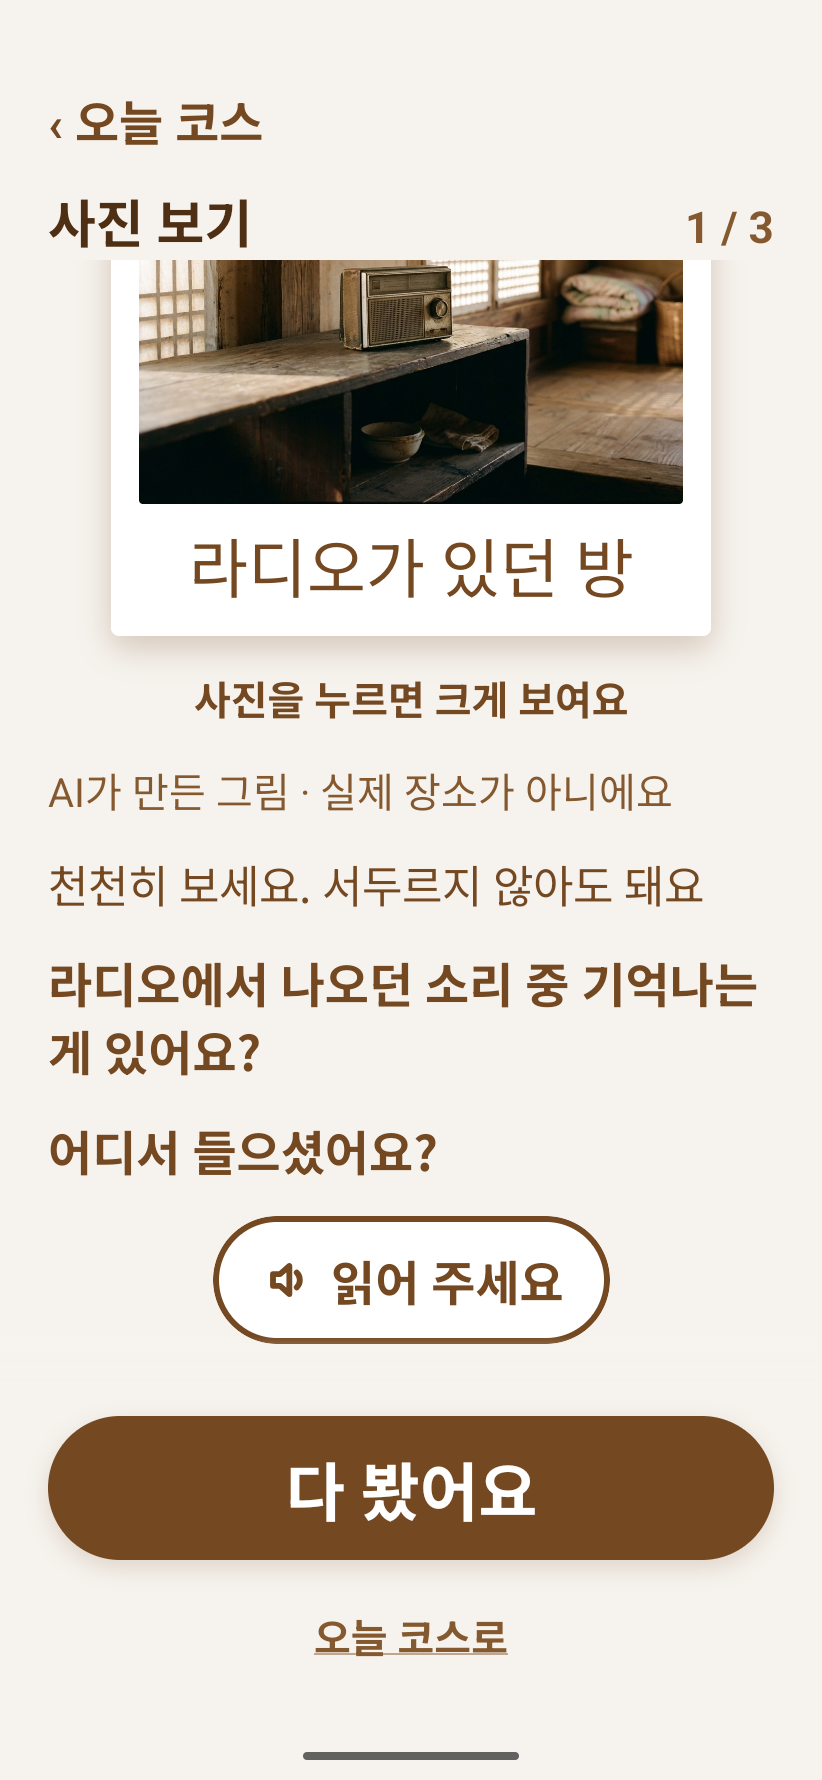 ‹ 오늘 코스
사진 보기
1 / 3
라디오가 있던 방
사진을 누르면 크게 보여요
AI가 만든 그림 · 실제 장소가 아니에요
천천히 보세요. 서두르지 않아도 돼요
라디오에서 나오던 소리 중 기억나는
게 있어요?
어디서 들으셨어요?
읽어 주세요
다 봤어요
오늘 코스로